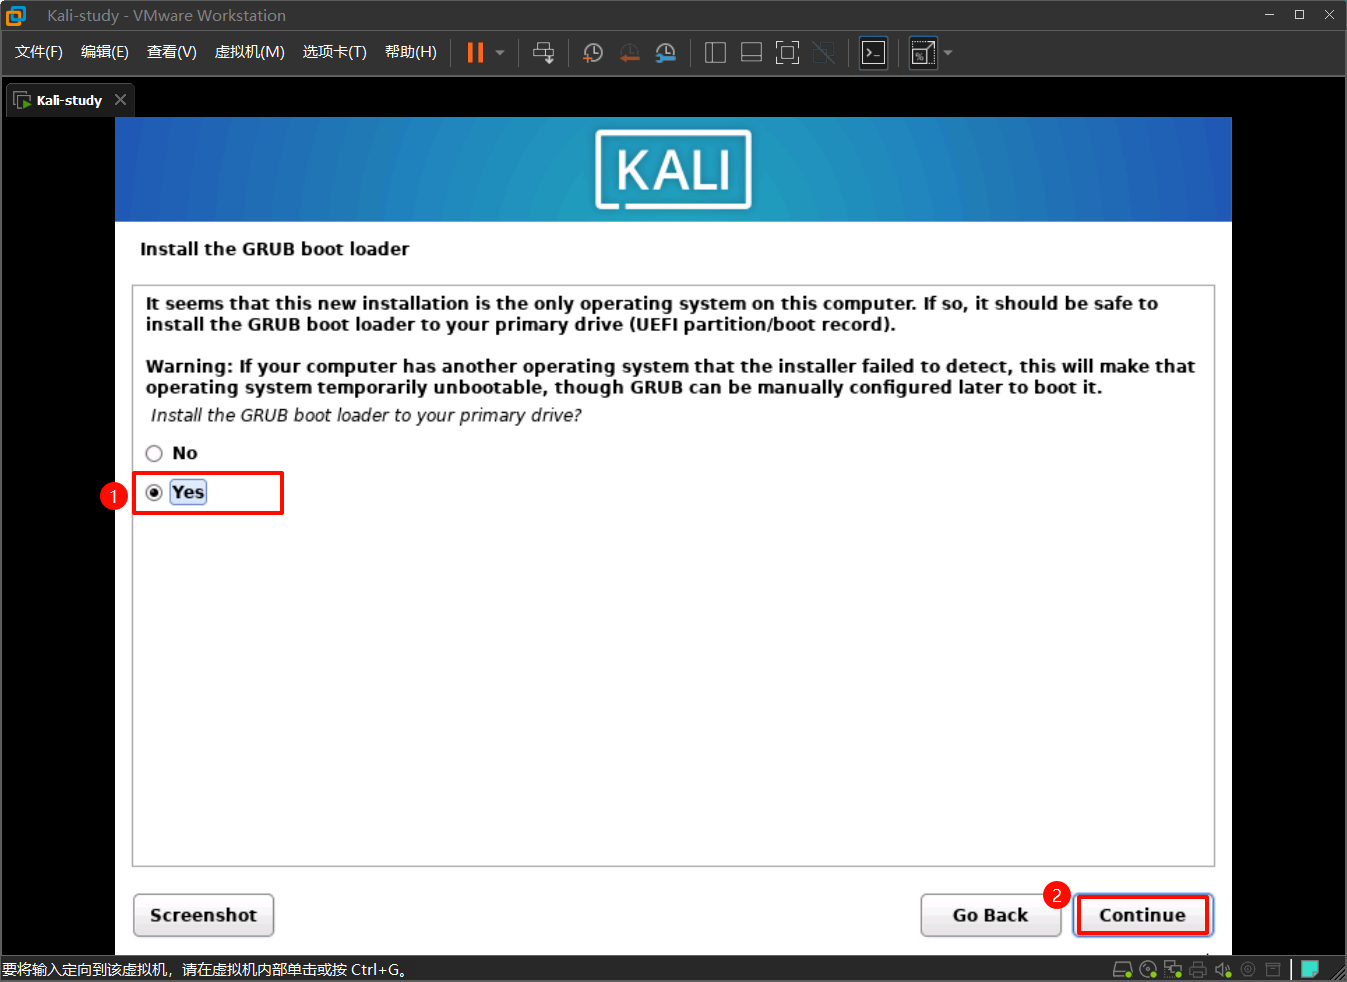 Kali-study - VMware Workstation
文件(F) 编辑(E) 查看(V) 虚拟机(M) 选项卡(T) 帮助(H)
Kali-study
KALI
Install the GRUB boot loader
It seems that this new installation is the only operating system on this computer. If so, it should be safe to
install the GRUB boot loader to your primary drive (UEFI partition/boot record).
Warning: If your computer has another operating system that the installer failed to detect, this will make that
operating system temporarily unbootable, though GRUB can be manually configured later to boot it.
Install the GRUB boot loader to your primary drive?
No
1 Yes
2
Screenshot Go Back Continue
要将输入定向到该虚拟机，请在虚拟机内部单击或按 Ctrl+G。